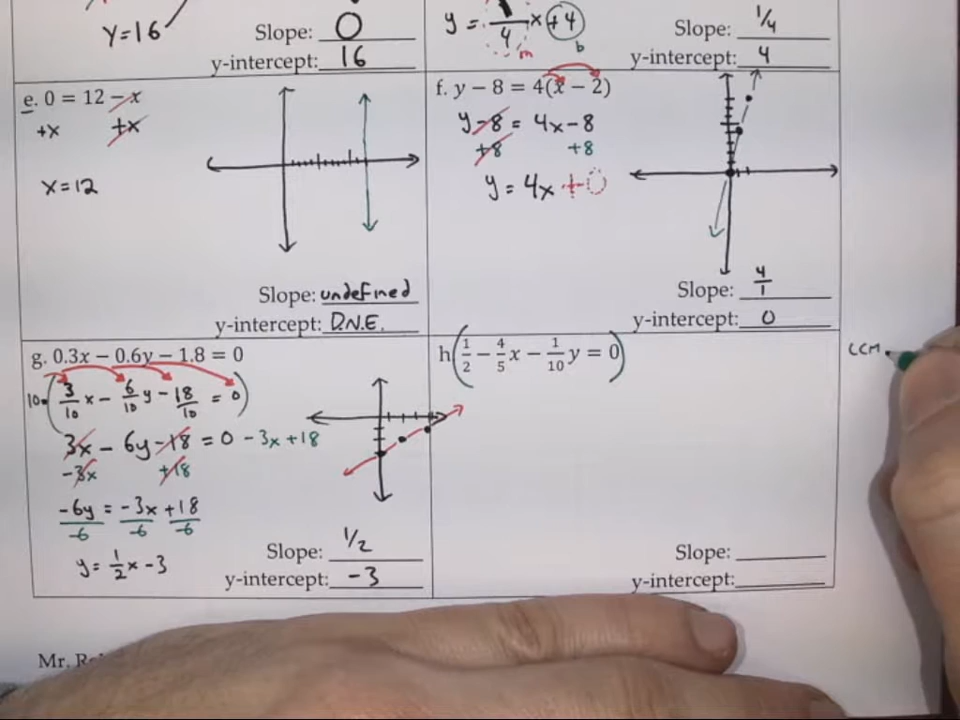 Y=16
Slope: 0
y-intercept: 16
y = 1/4 x +4
m
b
Slope: 1/4
y-intercept: 4
e. 0 = 12 − x
+x +x
x=12
Slope: undefined
y-intercept: D.N.E.
f. y − 8 = 4(x − 2)
y-8 = 4x-8
+8 +8
y = 4x +0
Slope: 4/1
y-intercept: 0
g. 0.3x − 0.6y − 1.8 = 0
10·(3/10 x - 6/10 y - 18/10 = 0)
3x - 6y - 18 = 0 -3x +18
-3x +18
-6y = -3x +18
-6 -6 -6
y = 1/2 x - 3
Slope: 1/2
y-intercept: -3
h (1/2 − 4/5 x − 1/10 y = 0)
Slope:
y-intercept:
LCM